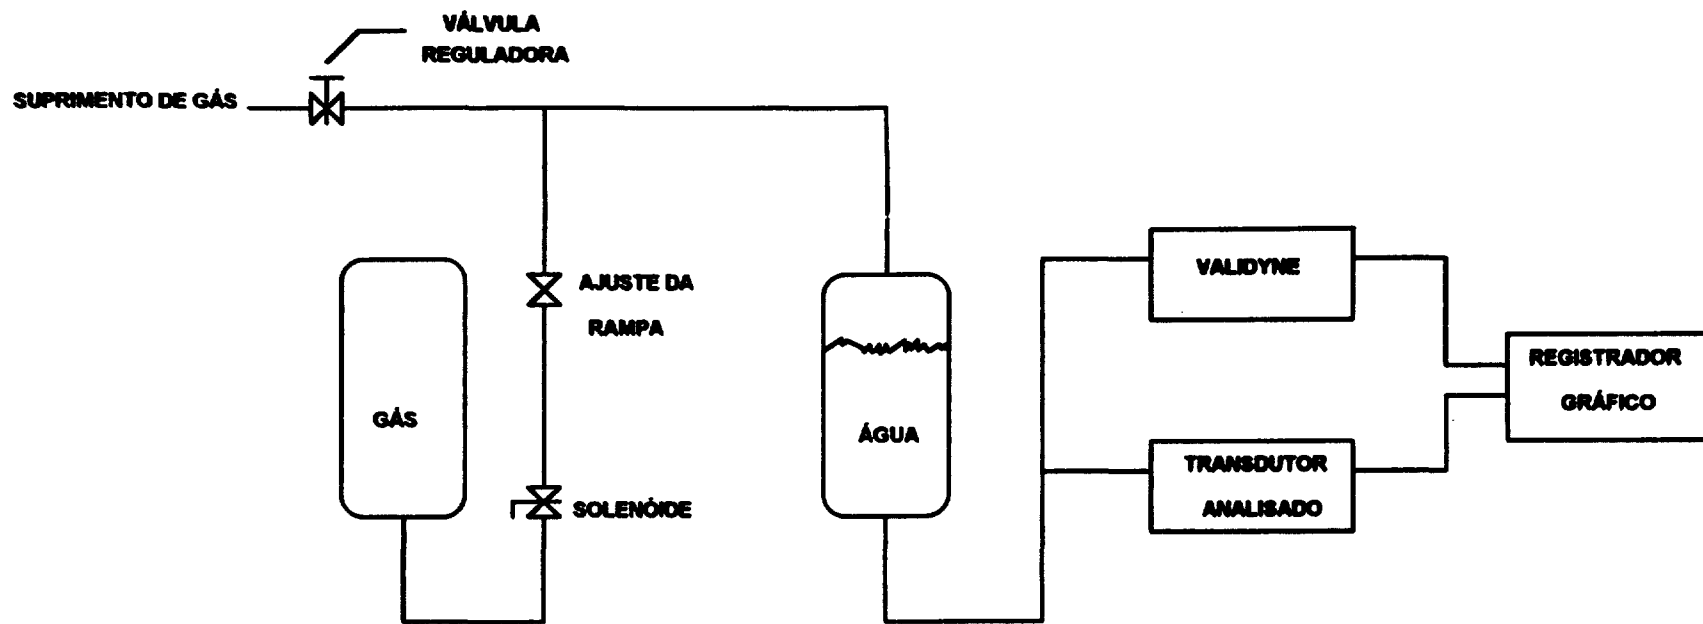 VÁLVULA
REGULADORA
SUPRIMENTO DE GÁS
AJUSTE DA
RAMPA
GÁS
SOLENÓIDE
ÁGUA
VALIDYNE
TRANSDUTOR
ANALISADO
REGISTRADOR
GRÁFICO